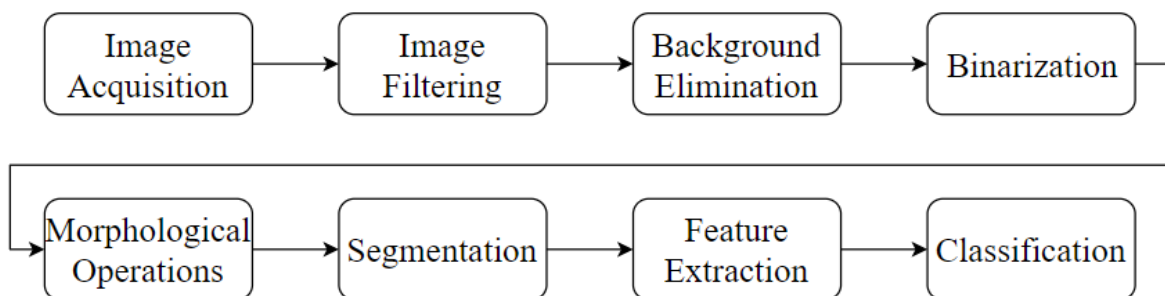 Image
Acquisition
Image
Filtering
Background
Elimination
Binarization
Morphological
Operations
Segmentation
Feature
Extraction
Classification